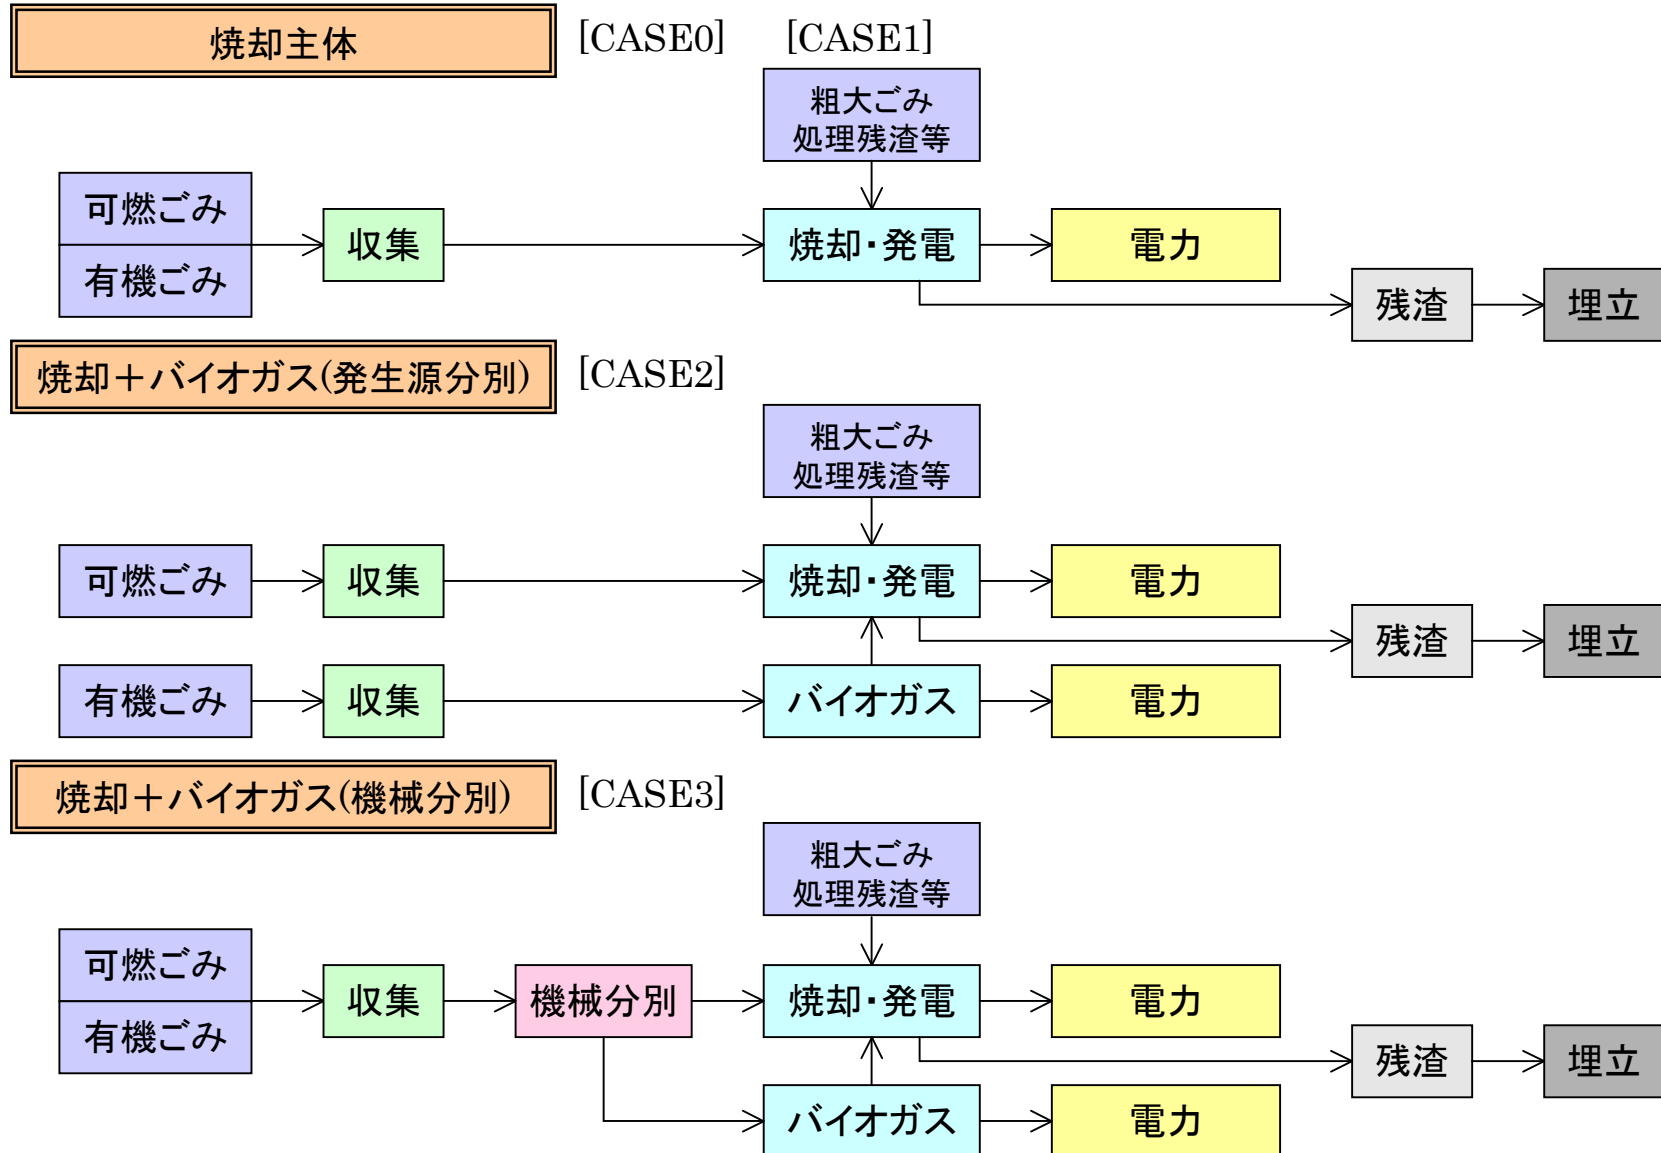 焼却主体 [CASE0] [CASE1]
粗大ごみ
処理残渣等
可燃ごみ
有機ごみ
収集
焼却・発電
電力
残渣
埋立
焼却＋バイオガス(発生源分別) [CASE2]
粗大ごみ
処理残渣等
可燃ごみ
収集
焼却・発電
電力
残渣
埋立
有機ごみ
収集
バイオガス
電力
焼却＋バイオガス(機械分別) [CASE3]
粗大ごみ
処理残渣等
可燃ごみ
有機ごみ
収集
機械分別
焼却・発電
電力
残渣
埋立
バイオガス
電力